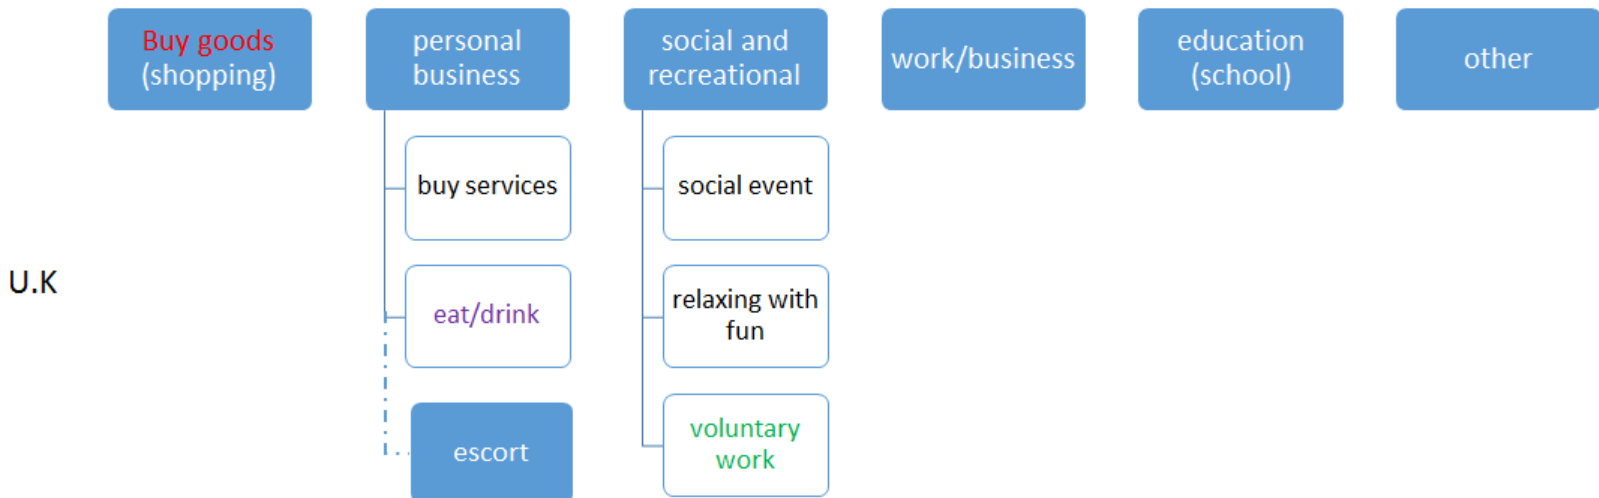 Buy goods
(shopping)
personal
business
social and
recreational
work/business
education
(school)
other
buy services
social event
U.K
eat/drink
relaxing with
fun
escort
voluntary
work